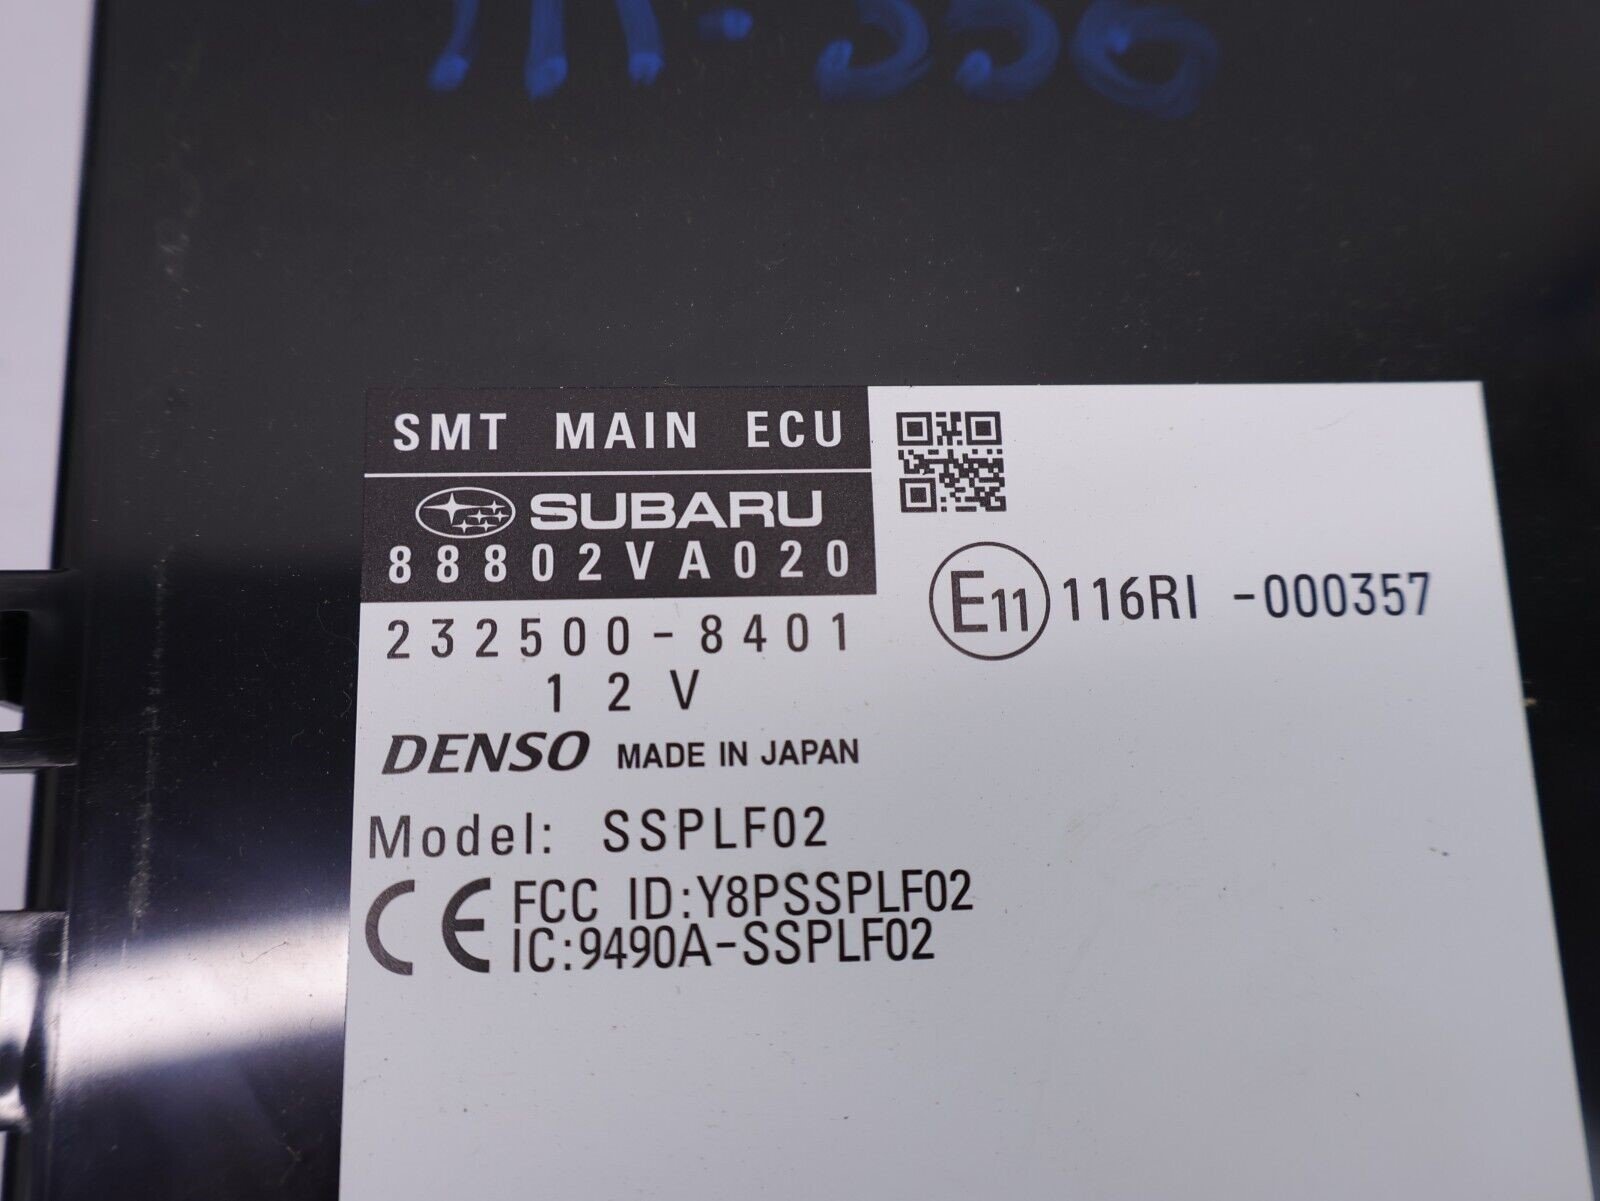 SMT MAIN ECU
SUBARU
88802VA020
232500-8401
12V
DENSO MADE IN JAPAN
Model: SSPLF02
CE FCC ID:Y8PSSPLF02
IC:9490A-SSPLF02
E11 116RI -000357